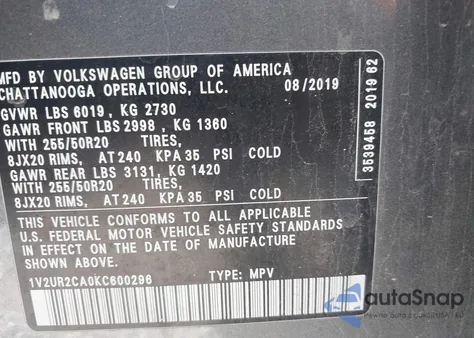 MFD BY VOLKSWAGEN GROUP OF AMERICA
CHATTANOOGA OPERATIONS, LLC. 08/2019
GVWR LBS 6019, KG 2730
GAWR FRONT LBS 2998, KG 1360
WITH 255/50R20 TIRES,
8JX20 RIMS, AT 240 KPA 35 PSI COLD
GAWR REAR LBS 3131, KG 1420
WITH 255/50R20 TIRES,
8JX20 RIMS, AT 240 KPA 35 PSI COLD
THIS VEHICLE CONFORMS TO ALL APPLICABLE
U.S. FEDERAL MOTOR VEHICLE SAFETY STANDARDS
IN EFFECT ON THE DATE OF MANUFACTURE
SHOWN ABOVE.
1V2UR2CA0KC600296 TYPE: MPV
3539458 2019 62
autaSnap